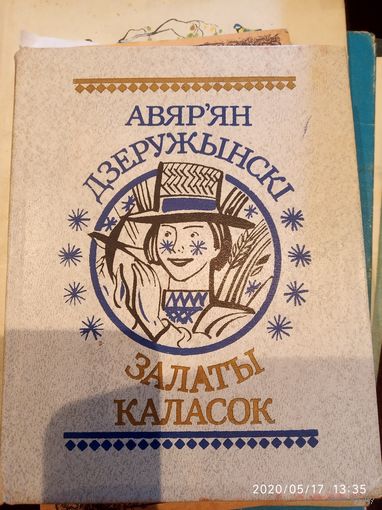 АВЯР'ЯН
ДЗЕРУЖЫНСКІ
ЗАЛАТЫ
КАЛАСОК
2020/05/17 13:35